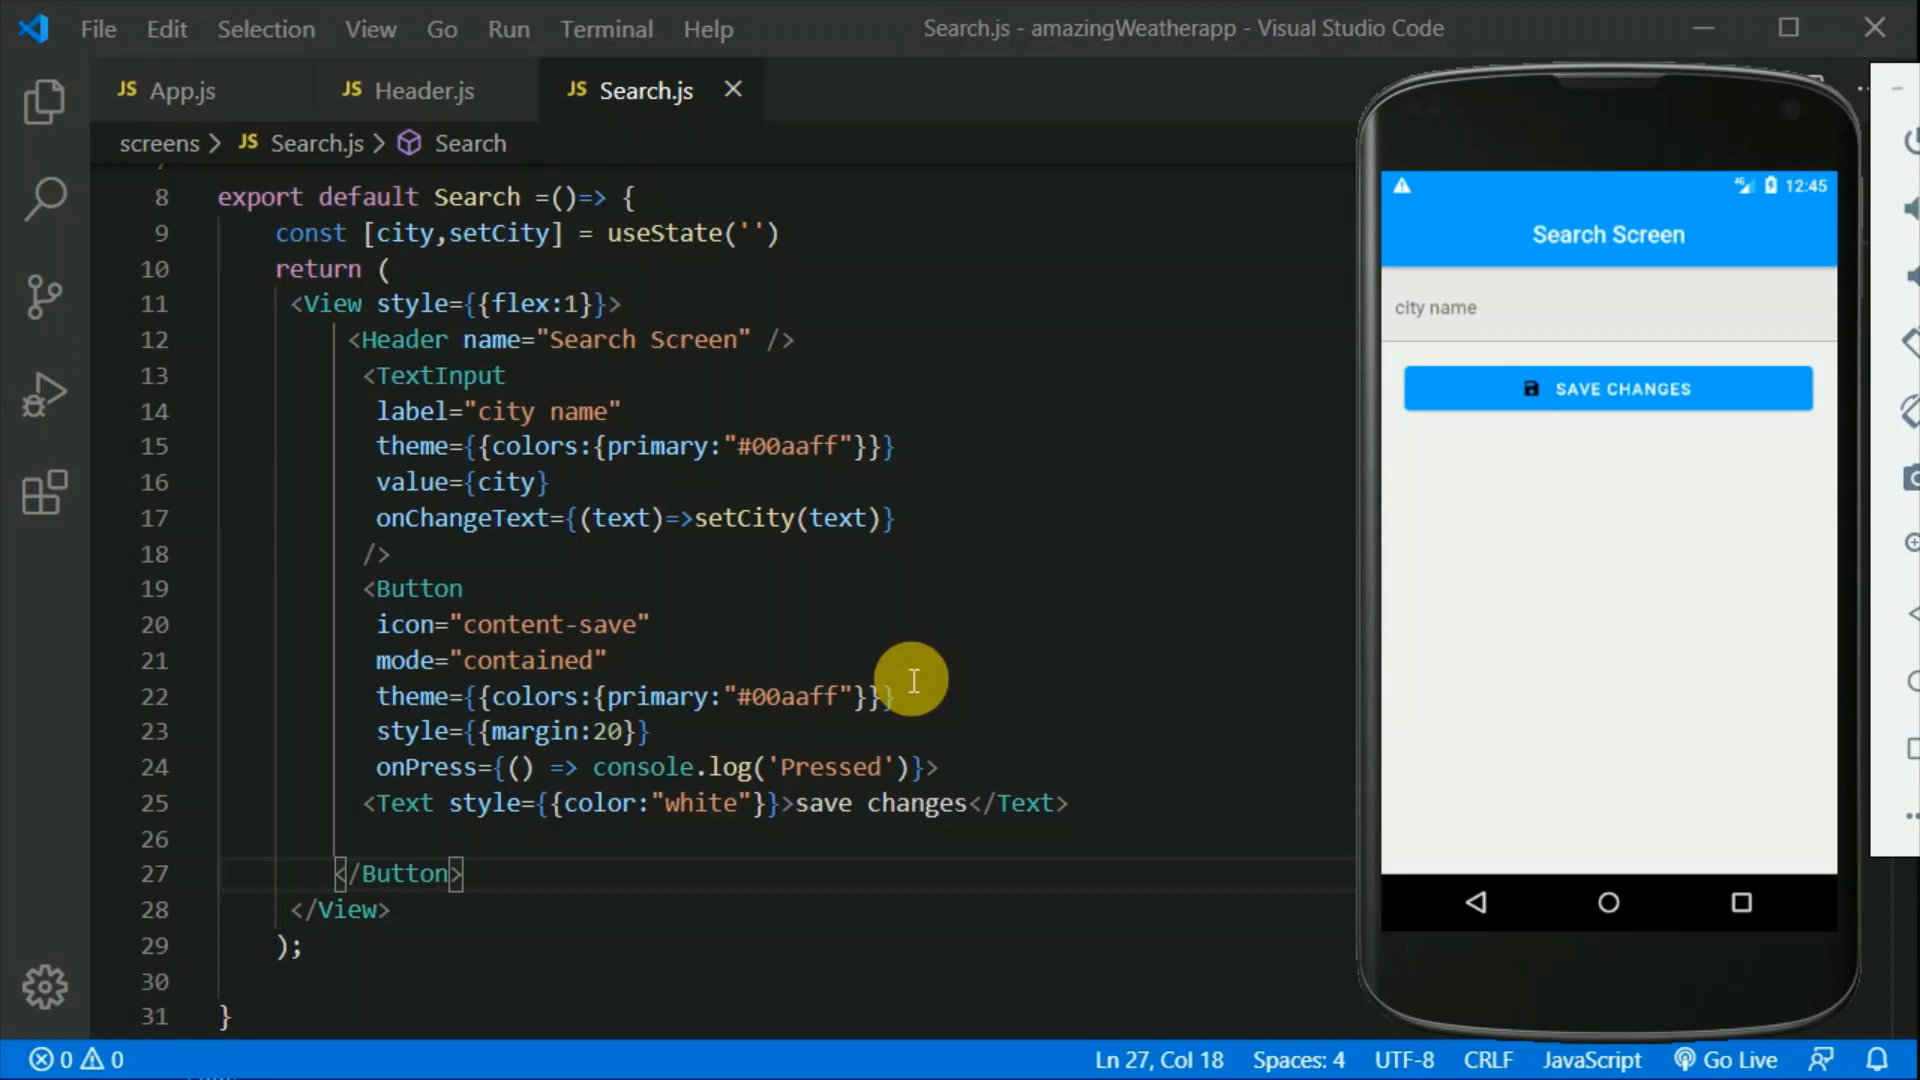 File Edit Selection View Go Run Terminal Help Search.js - amazingWeatherapp - Visual Studio Code
JS App.js JS Header.js JS Search.js
screens > JS Search.js > Search
8 export default Search =()=> {
9 const [city,setCity] = useState('')
10 return (
11 <View style={{flex:1}}>
12 <Header name="Search Screen" />
13 <TextInput
14 label="city name"
15 theme={{colors:{primary:"#00aaff"}}}
16 value={city}
17 onChangeText={(text)=>setCity(text)}
18 />
19 <Button
20 icon="content-save"
21 mode="contained"
22 theme={{colors:{primary:"#00aaff"}}}
23 style={{margin:20}}
24 onPress={() => console.log('Pressed')}>
25 <Text style={{color:"white"}}>save changes</Text>
26
27 </Button>
28 </View>
29 );
30
31 }
4G 12:45
Search Screen
city name
SAVE CHANGES
0 0 Ln 27, Col 18 Spaces: 4 UTF-8 CRLF JavaScript Go Live